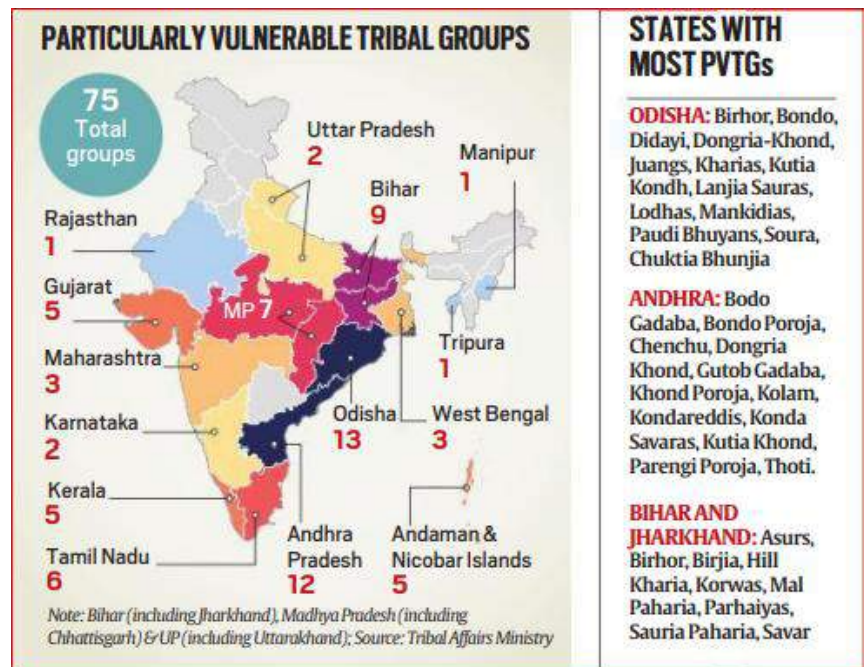 PARTICULARLY VULNERABLE TRIBAL GROUPS
75
Total
groups
Uttar Pradesh
2
Manipur
1
Bihar
9
Rajasthan
1
Gujarat
5
MP 7
Maharashtra
3
Tripura
1
Karnataka
2
Odisha
13
West Bengal
3
Kerala
5
Tamil Nadu
6
Andhra
Pradesh
12
Andaman &
Nicobar Islands
5
Note: Bihar (including Jharkhand), Madhya Pradesh (including
Chhattisgarh) & UP (including Uttarakhand); Source: Tribal Affairs Ministry
STATES WITH
MOST PVTGs
ODISHA: Birhor, Bondo,
Didayi, Dongria-Khond,
Juangs, Kharias, Kutia
Kondh, Lanjia Sauras,
Lodhas, Mankidias,
Paudi Bhuyans, Soura,
Chuktia Bhunjia
ANDHRA: Bodo
Gadaba, Bondo Poroja,
Chenchu, Dongria
Khond, Gutob Gadaba,
Khond Poroja, Kolam,
Kondareddis, Konda
Savaras, Kutia Khond,
Parengi Poroja, Thoti.
BIHAR AND
JHARKHAND: Asurs,
Birhor, Birjia, Hill
Kharia, Korwas, Mal
Paharia, Parhaiyas,
Sauria Paharia, Savar